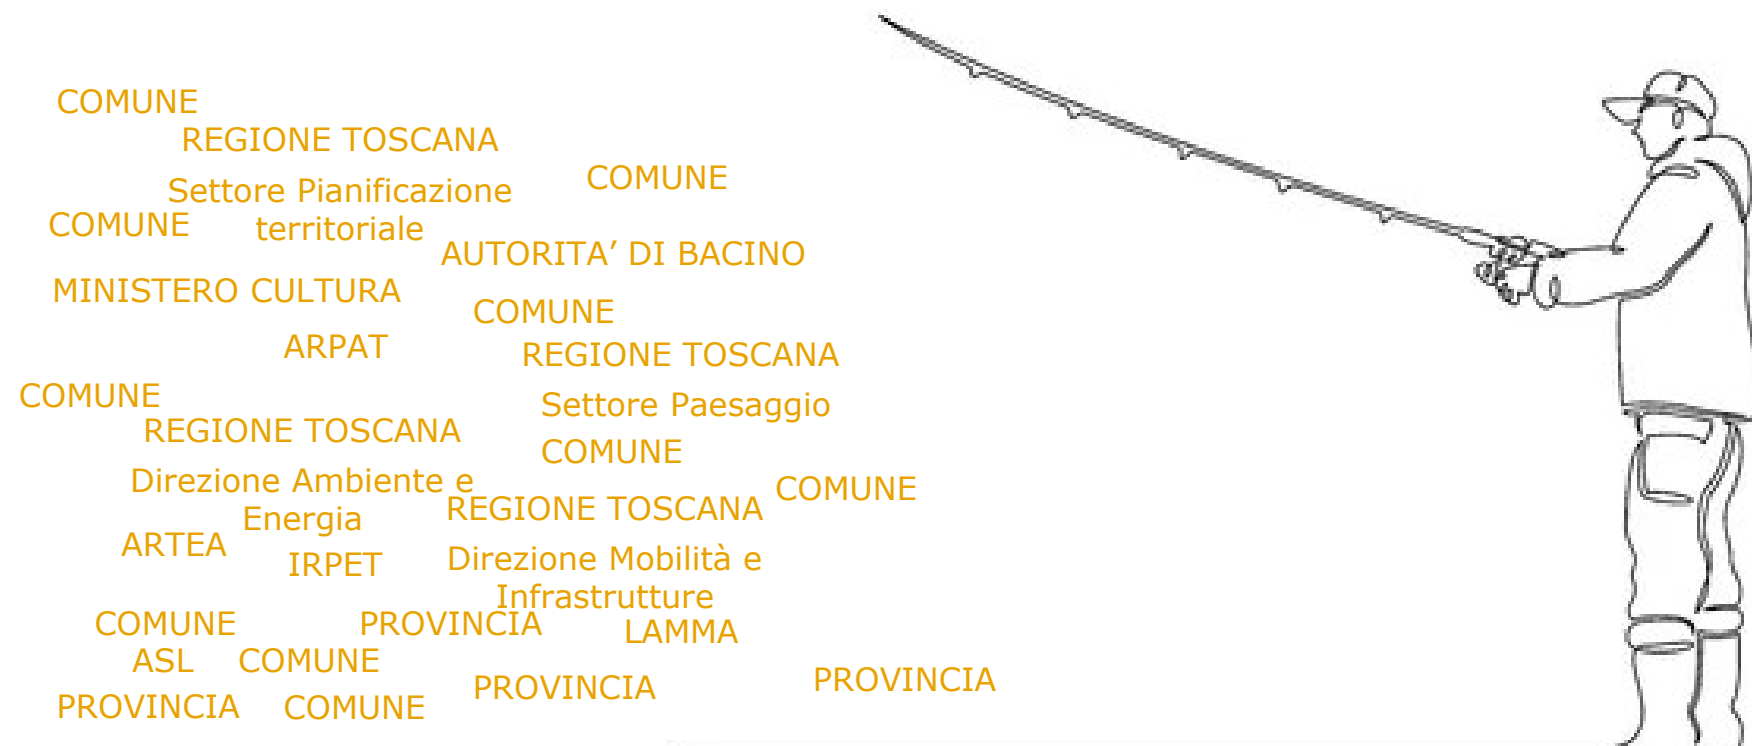 COMUNE
REGIONE TOSCANA
Settore Pianificazione
territoriale
COMUNE
COMUNE
AUTORITA’ DI BACINO
MINISTERO CULTURA
COMUNE
ARPAT
REGIONE TOSCANA
Settore Paesaggio
COMUNE
REGIONE TOSCANA
Direzione Ambiente e
Energia
COMUNE
COMUNE
REGIONE TOSCANA
Direzione Mobilità e
Infrastrutture
ARTEA
IRPET
COMUNE
PROVINCIA
LAMMA
ASL
COMUNE
PROVINCIA
PROVINCIA
PROVINCIA
COMUNE